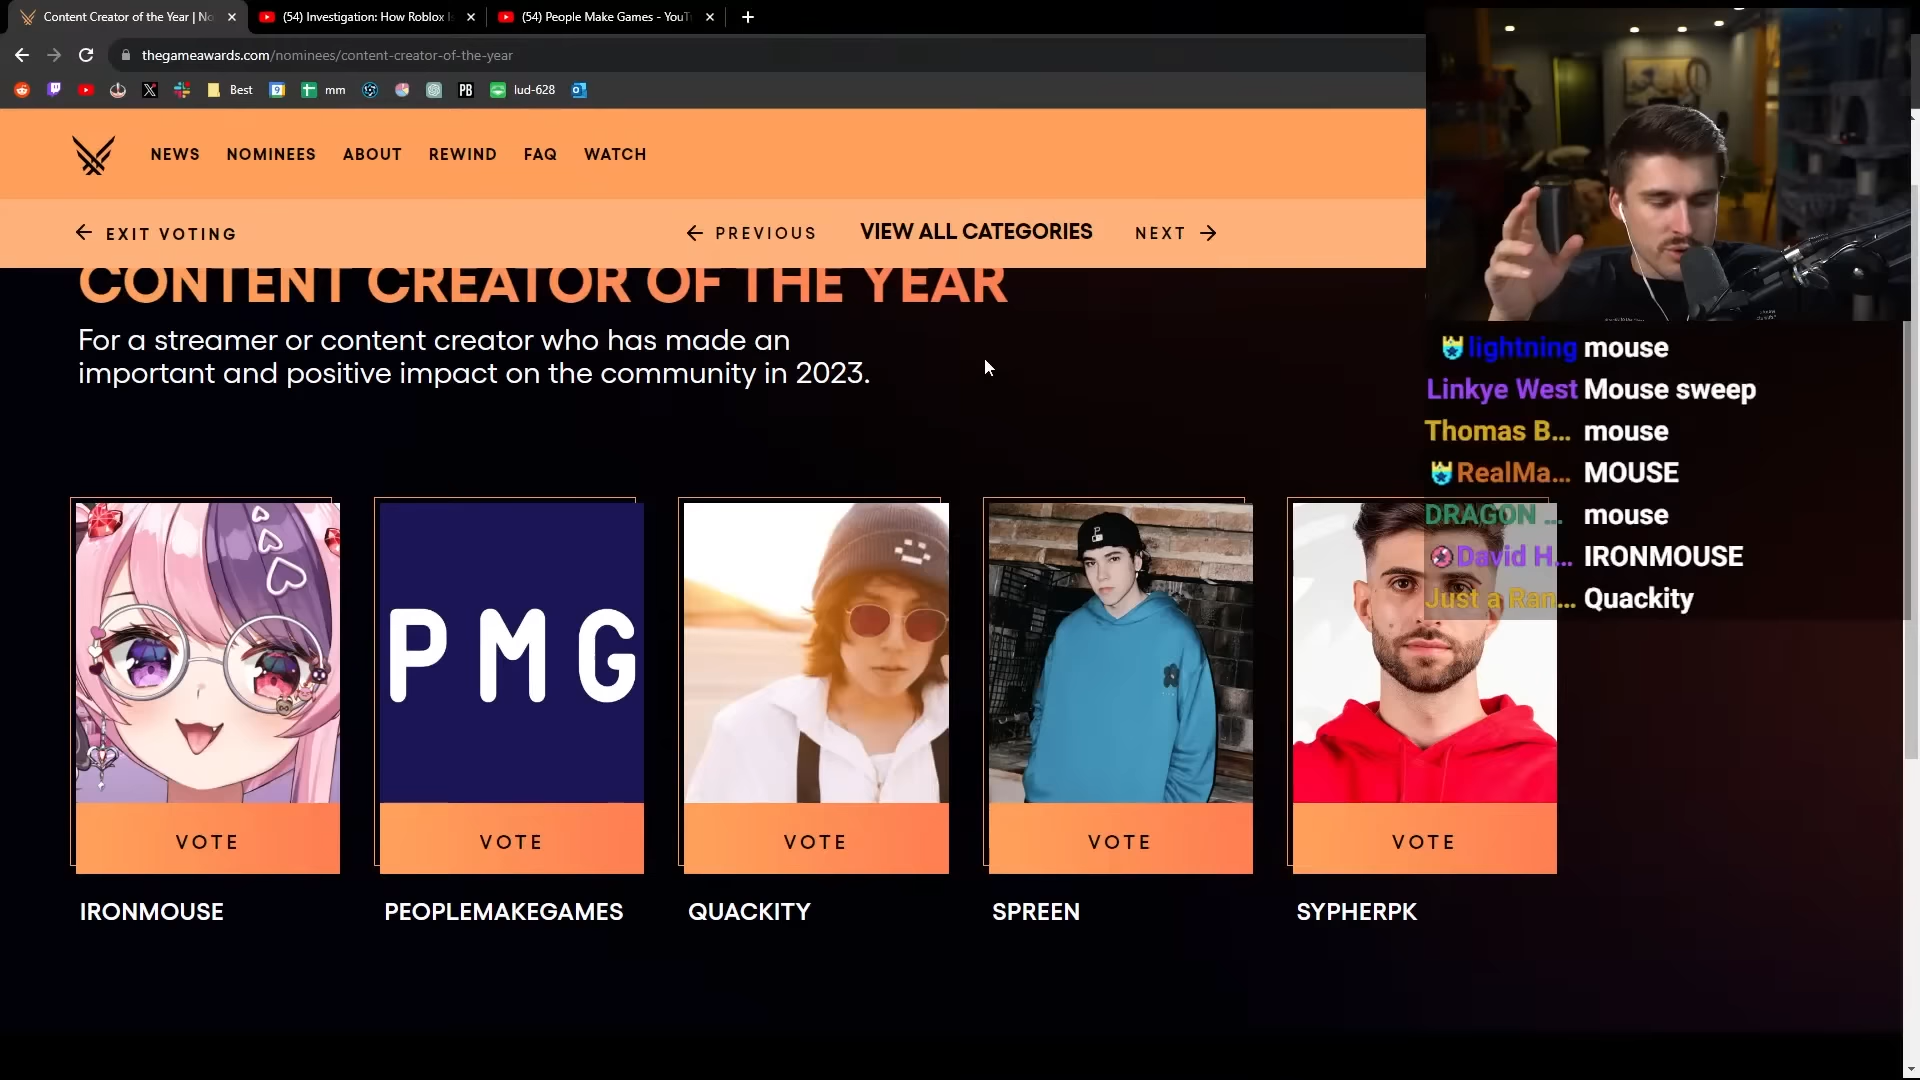 Content Creator of the Year | No
(54) Investigation: How Roblox Is
(54) People Make Games - YouT
thegameawards.com/nominees/content-creator-of-the-year
Best
mm
PB
lud-628
NEWS NOMINEES ABOUT REWIND FAQ WATCH
EXIT VOTING
PREVIOUS
VIEW ALL CATEGORIES
NEXT
CONTENT CREATOR OF THE YEAR
For a streamer or content creator who has made an
important and positive impact on the community in 2023.
lightning mouse
Linkye West Mouse sweep
Thomas B... mouse
RealMa... MOUSE
DRAGON ... mouse
David H... IRONMOUSE
Just a Ran... Quackity
PMG
VOTE
VOTE
VOTE
VOTE
VOTE
IRONMOUSE
PEOPLEMAKEGAMES
QUACKITY
SPREEN
SYPHERPK